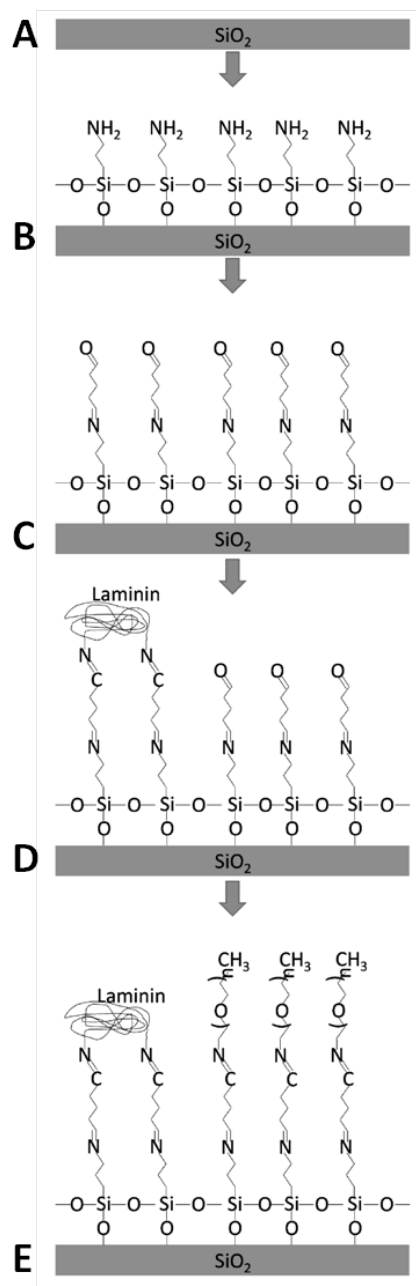 A
SiO2
NH2 NH2 NH2 NH2 NH2
O Si O Si O Si O Si O Si O
O O O O O
B
SiO2
O O O O O
N N N N N
O Si O Si O Si O Si O Si O
O O O O O
C
SiO2
Laminin
N N O O O
C C
N N N N N
O Si O Si O Si O Si O Si O
O O O O O
D
SiO2
CH3 CH3 CH3
n n n
Laminin
(O) (O) (O)
N N N N N
C C C C C
N N N N N
O Si O Si O Si O Si O Si O
O O O O O
E
SiO2